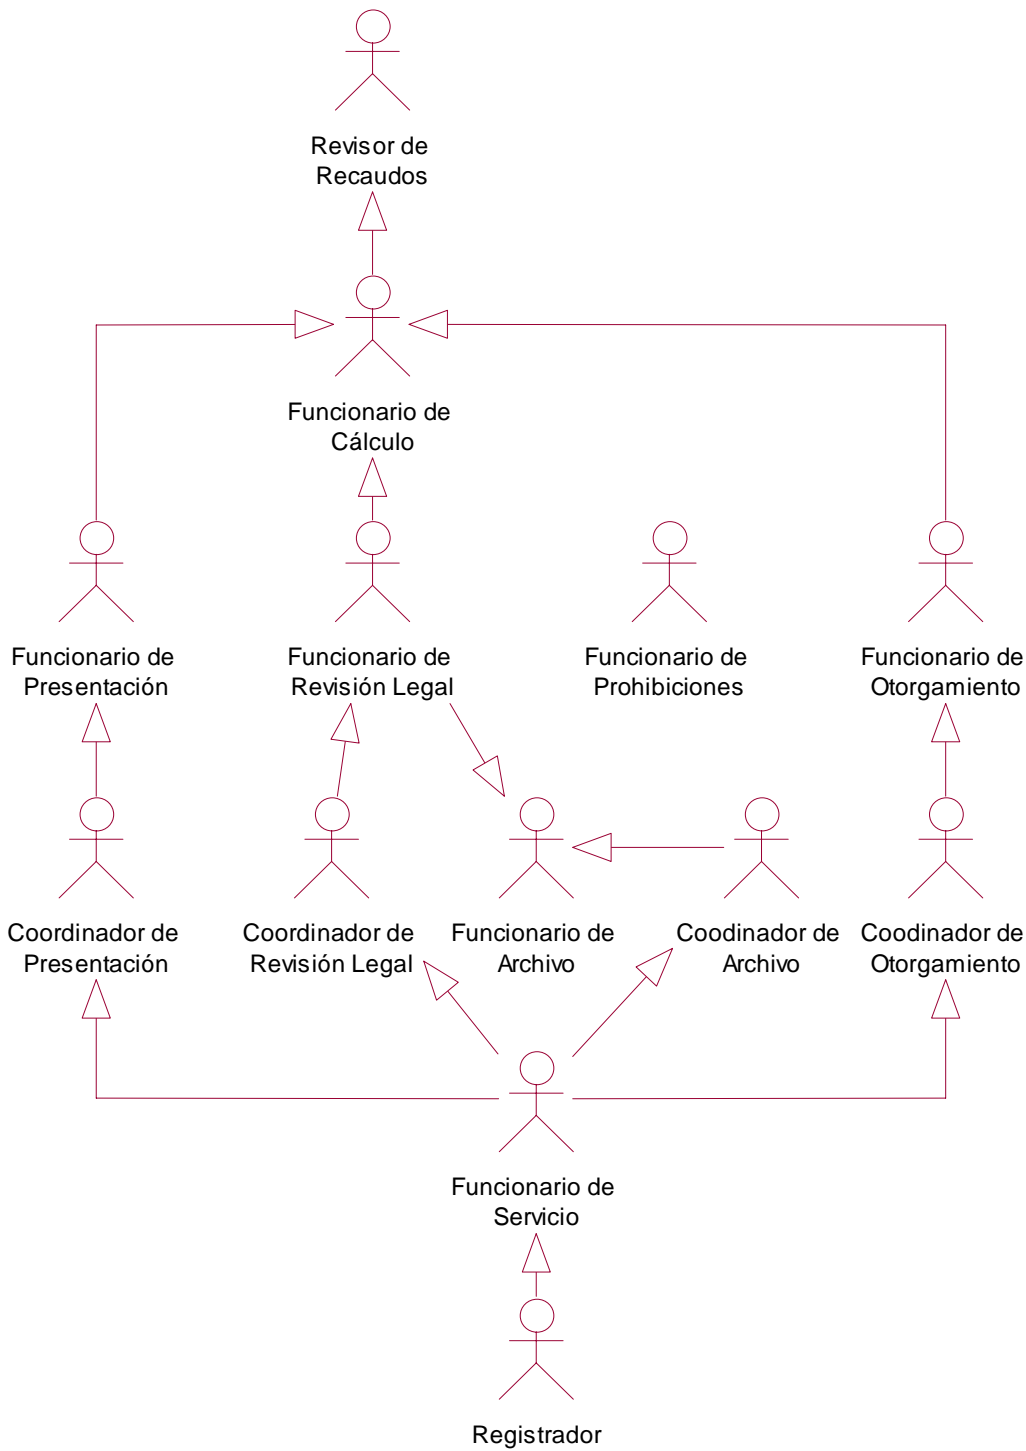 Revisor de
Recaudos
Funcionario de
Cálculo
Funcionario de
Presentación
Funcionario de
Revisión Legal
Funcionario de
Prohibiciones
Funcionario de
Otorgamiento
Coordinador de
Presentación
Coordinador de
Revisión Legal
Funcionario de
Archivo
Coodinador de
Archivo
Coodinador de
Otorgamiento
Funcionario de
Servicio
Registrador